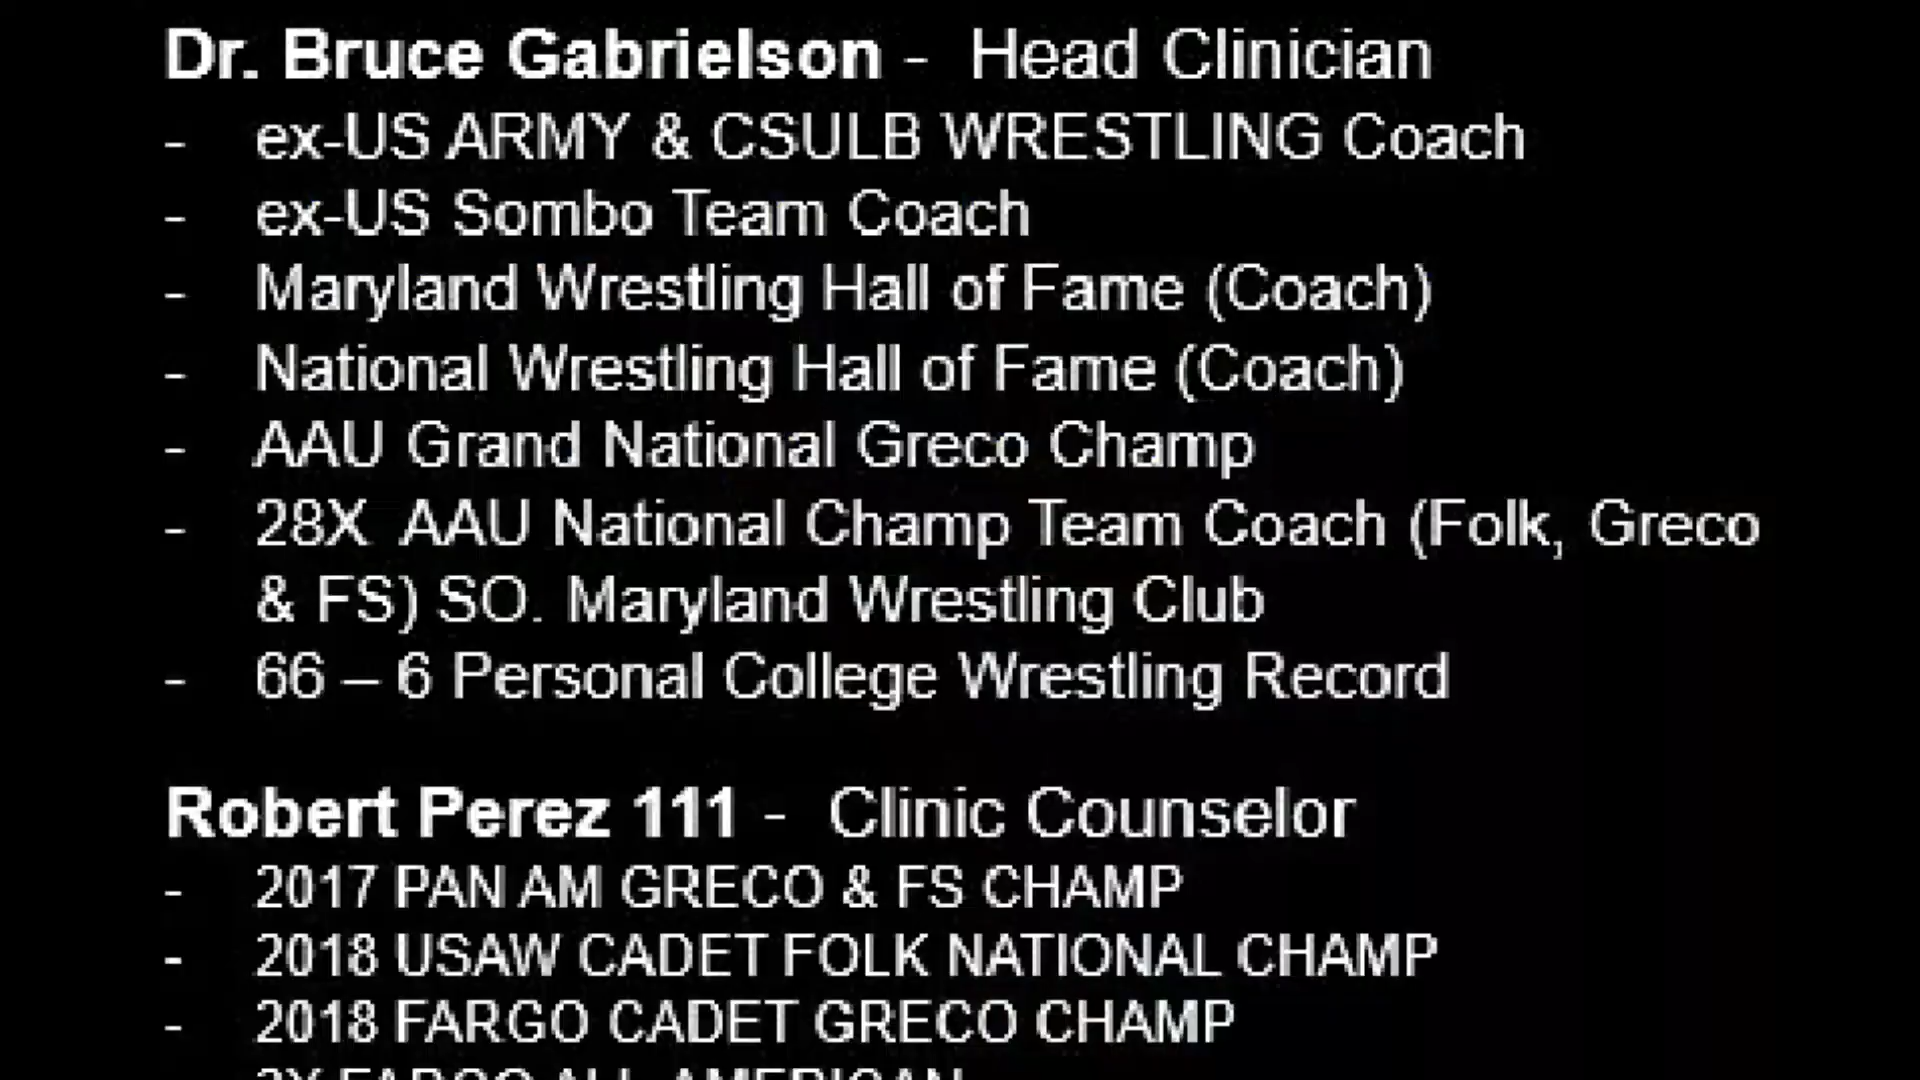 Dr. Bruce Gabrielson - Head Clinician
- ex-US ARMY & CSULB WRESTLING Coach
- ex-US Sombo Team Coach
- Maryland Wrestling Hall of Fame (Coach)
- National Wrestling Hall of Fame (Coach)
- AAU Grand National Greco Champ
- 28X AAU National Champ Team Coach (Folk, Greco
& FS) SO. Maryland Wrestling Club
- 66 – 6 Personal College Wrestling Record
Robert Perez 111 - Clinic Counselor
- 2017 PAN AM GRECO & FS CHAMP
- 2018 USAW CADET FOLK NATIONAL CHAMP
- 2018 FARGO CADET GRECO CHAMP
FARGO ALL AMERICAN